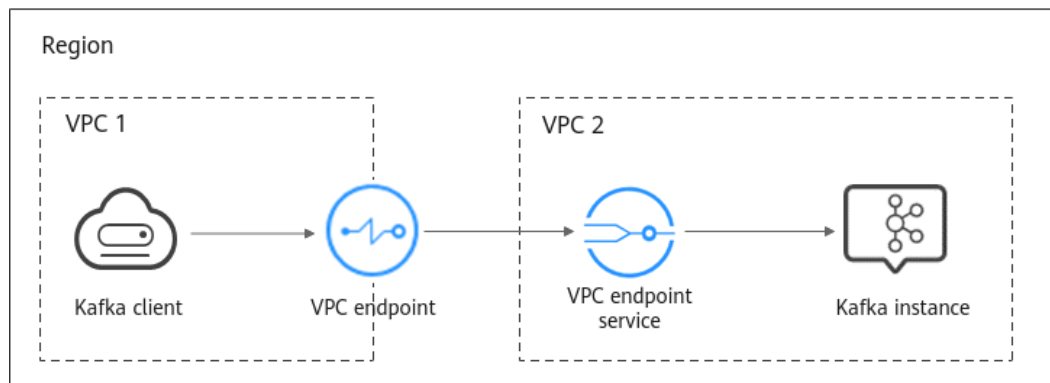 Region
VPC 1
VPC 2
Kafka client
VPC endpoint
VPC endpoint
service
Kafka instance